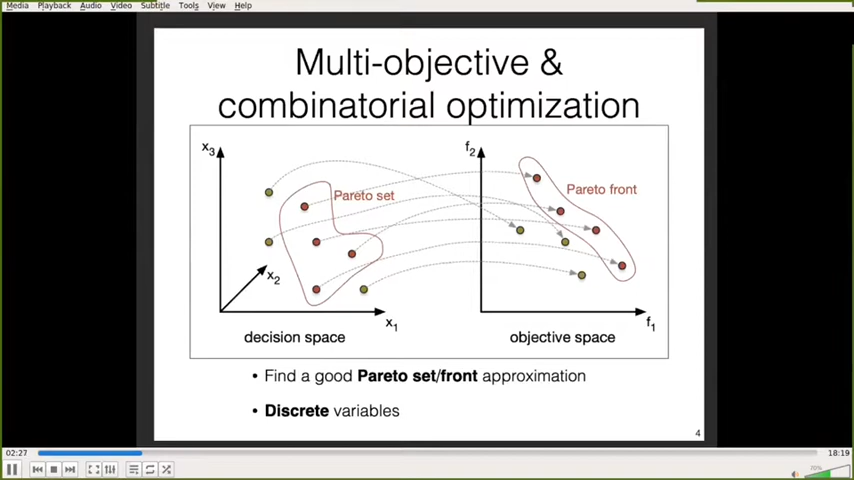 Media Playback Audio Video Subtitle Tools View Help
Multi-objective &
combinatorial optimization
x3
f2
Pareto set
Pareto front
x2
x1
f1
decision space
objective space
• Find a good Pareto set/front approximation
• Discrete variables
4
02:27
18:19
70%